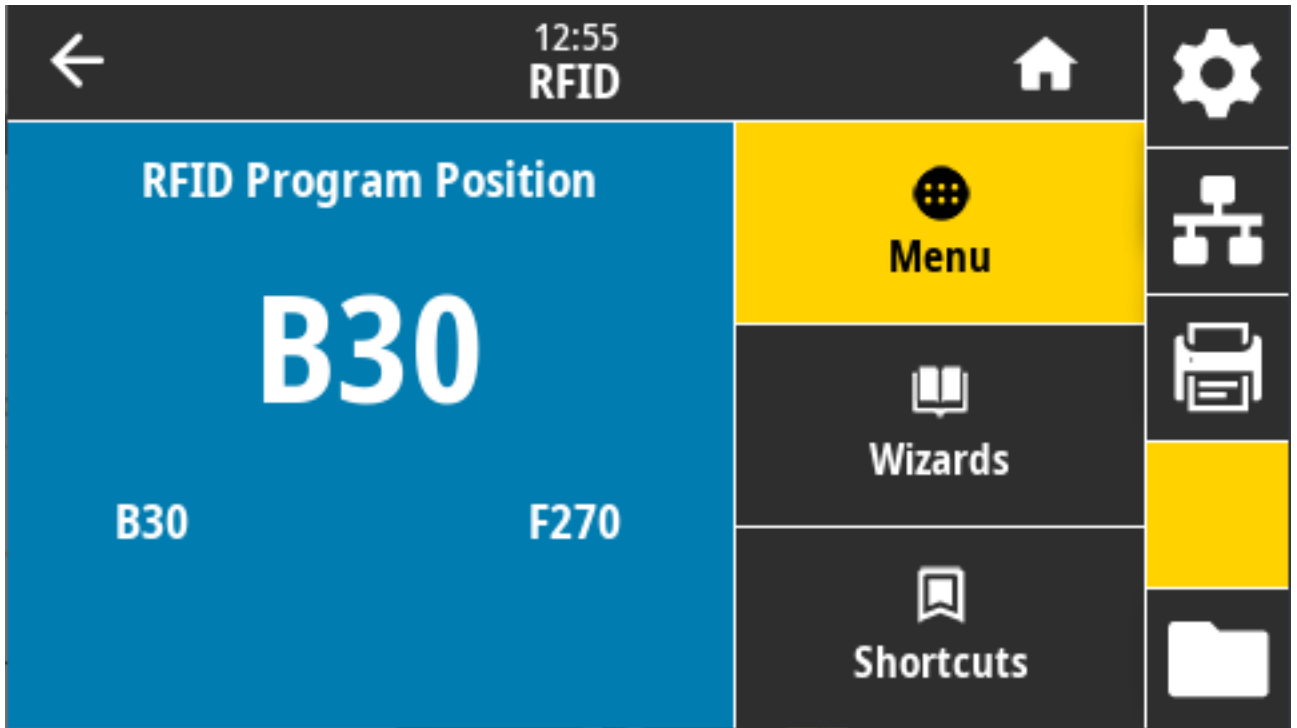 12:55
RFID
RFID Program Position
B30
B30 F270
Menu
Wizards
Shortcuts